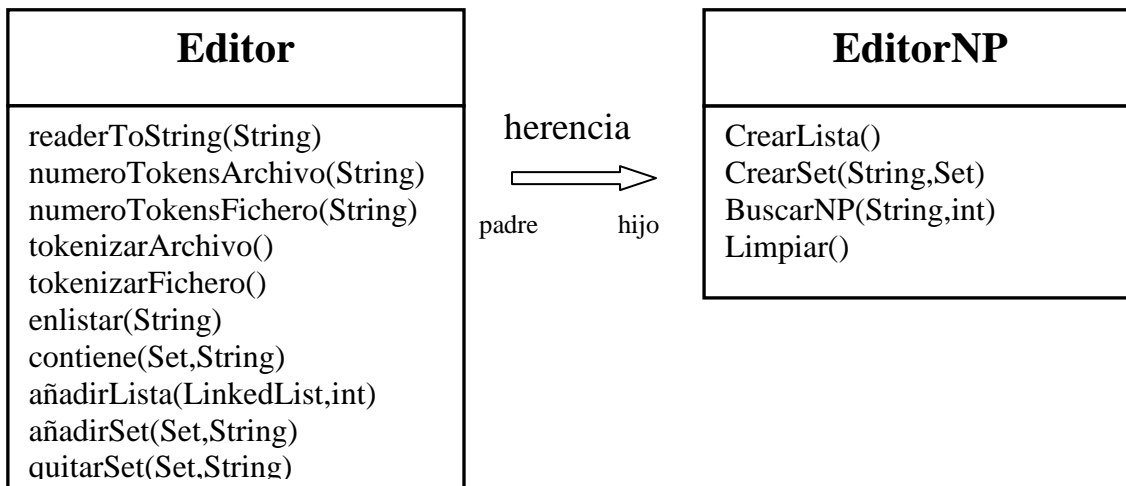 Editor
readerToString(String)
numeroTokensArchivo(String)
numeroTokensFichero(String)
tokenizarArchivo()
tokenizarFichero()
enlistar(String)
contiene(Set,String)
añadirLista(LinkedList,int)
añadirSet(Set,String)
quitarSet(Set,String)
herencia
padre hijo
EditorNP
CrearLista()
CrearSet(String,Set)
BuscarNP(String,int)
Limpiar()